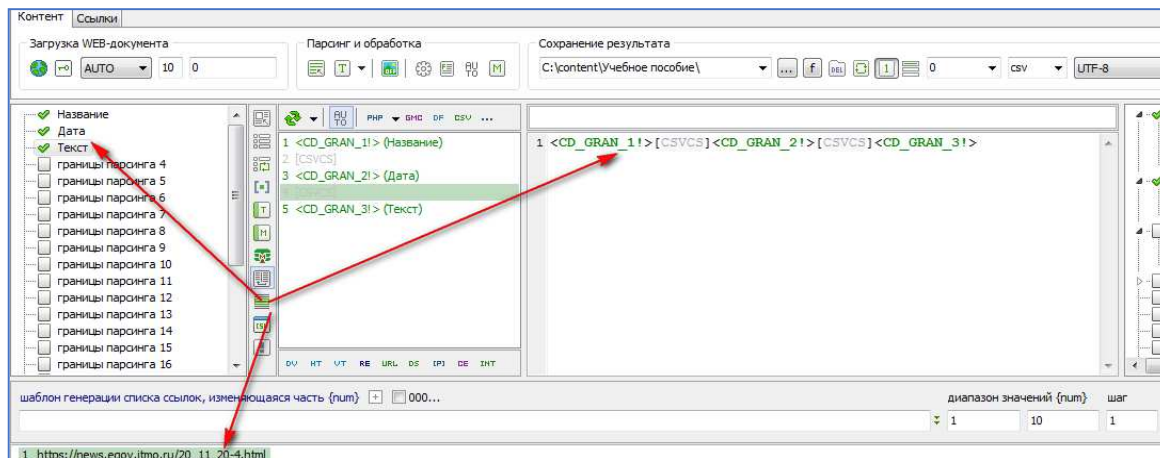 Контент Ссылки
Загрузка WEB-документа
AUTO 10 0
Парсинг и обработка
T M
Сохранение результата
C:\content\Учебное пособие\ ... f DEL 1 0 csv UTF-8
Название
Дата
Текст
границы парсинга 4
границы парсинга 5
границы парсинга 6
границы парсинга 7
границы парсинга 8
границы парсинга 9
границы парсинга 10
границы парсинга 11
границы парсинга 12
границы парсинга 13
границы парсинга 14
границы парсинга 15
границы парсинга 16
T
M
AUTO PHP GMC DF CSV ...
1 <CD_GRAN_1!> (Название)
2 [CSVCS]
3 <CD_GRAN_2!> (Дата)
5 <CD_GRAN_3!> (Текст)
DV HT VT RE URL DS (P) CE INT
1 <CD_GRAN_1!>[CSVCS]<CD_GRAN_2!>[CSVCS]<CD_GRAN_3!>
шаблон генерации списка ссылок, изменяющаяся часть {num} + 000...
диапазон значений {num} шаг
1 10 1
1 https://news.egov.itmo.ru/20_11_20-4.html